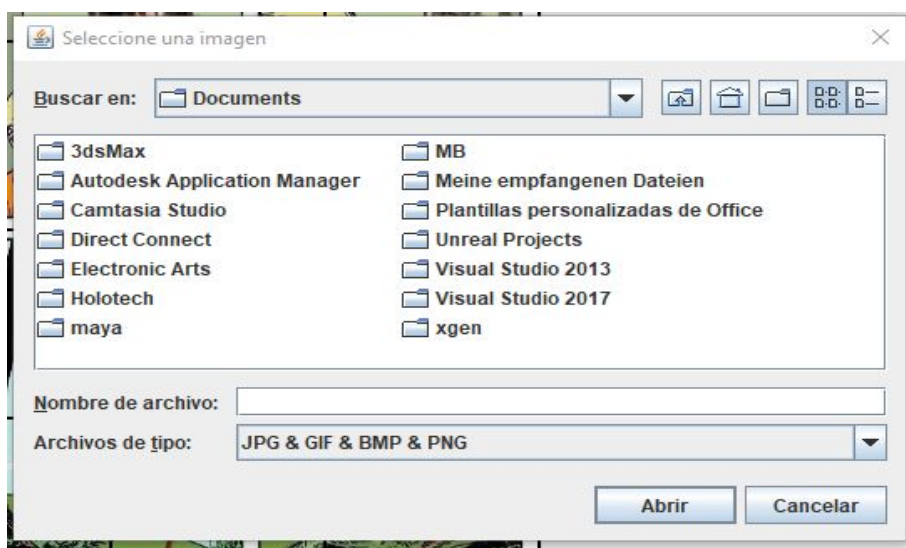 Seleccione una imagen
Buscar en: Documents
3dsMax
Autodesk Application Manager
Camtasia Studio
Direct Connect
Electronic Arts
Holotech
maya
MB
Meine empfangenen Dateien
Plantillas personalizadas de Office
Unreal Projects
Visual Studio 2013
Visual Studio 2017
xgen
Nombre de archivo:
Archivos de tipo: JPG & GIF & BMP & PNG
Abrir Cancelar